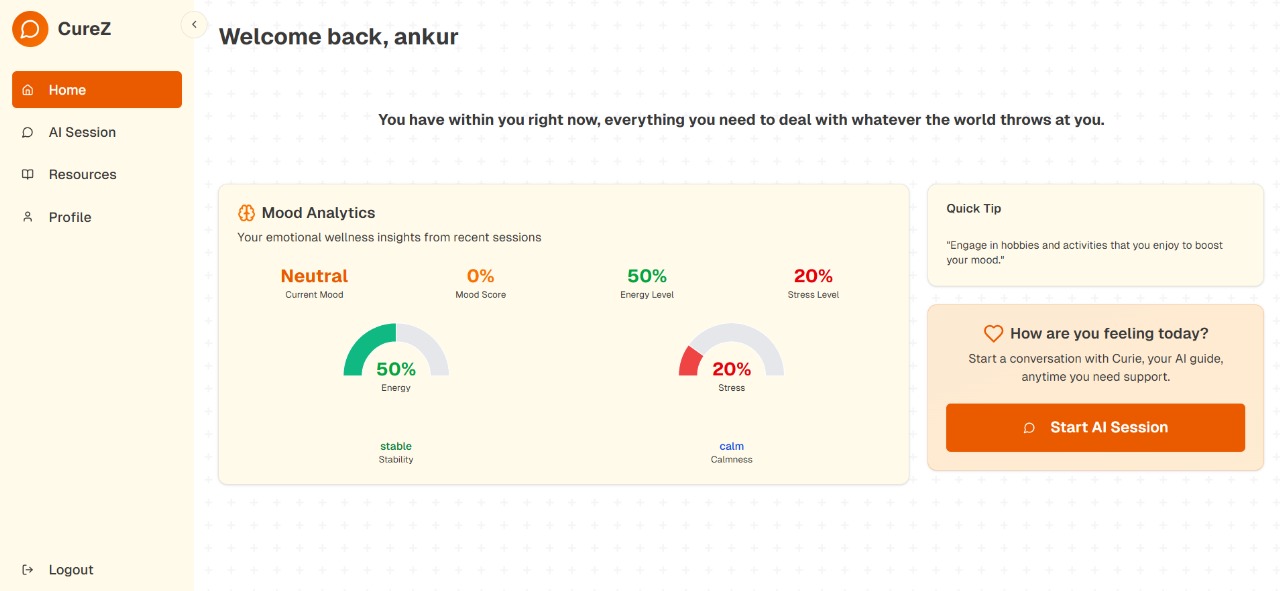 CureZ
Home
AI Session
Resources
Profile
Logout
Welcome back, ankur
You have within you right now, everything you need to deal with whatever the world throws at you.
Mood Analytics
Your emotional wellness insights from recent sessions
Neutral
Current Mood
0%
Mood Score
50%
Energy Level
20%
Stress Level
50%
Energy
20%
Stress
stable
Stability
calm
Calmness
Quick Tip
"Engage in hobbies and activities that you enjoy to boost
your mood."
How are you feeling today?
Start a conversation with Curie, your AI guide,
anytime you need support.
Start AI Session